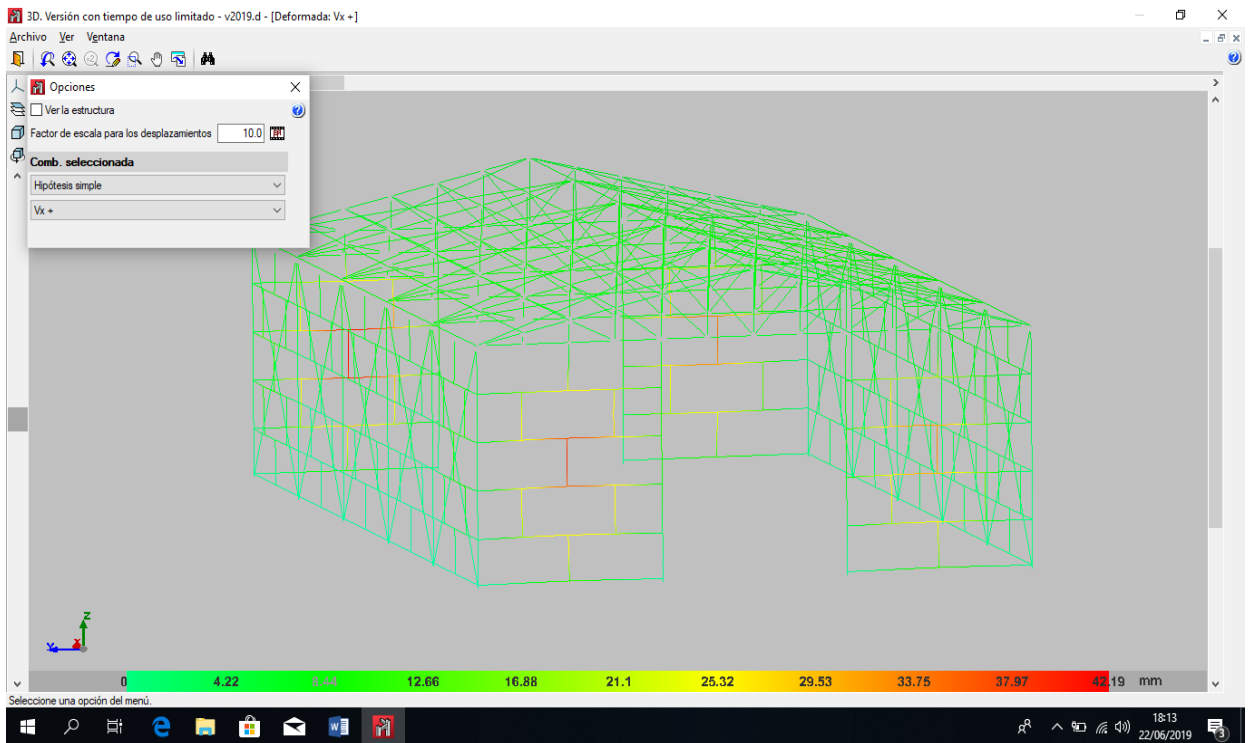 3D. Versión con tiempo de uso limitado - v2019.d - [Deformada: Vx +]
Archivo Ver Ventana
Opciones
Ver la estructura
Factor de escala para los desplazamientos 10.0
Comb. seleccionada
Hipótesis simple
Vx +
Z
Y
X
0 4.22 8.44 12.66 16.88 21.1 25.32 29.53 33.75 37.97 42.19 mm
Seleccione una opción del menú.
18:13
22/06/2019
3